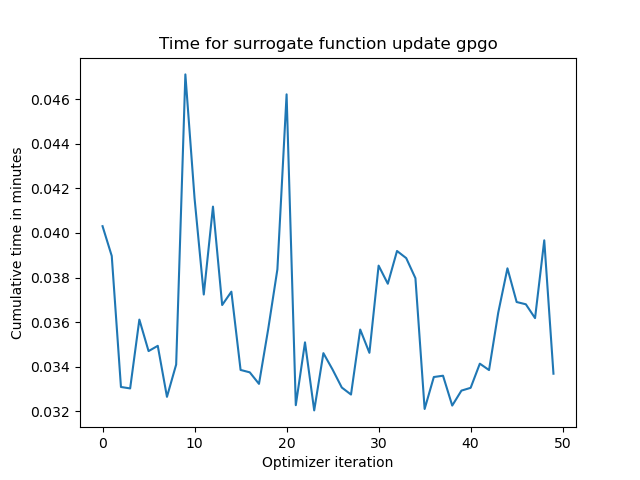 Time for surrogate function update gpgo
0.046
0.044
0.042
0.040
0.038
0.036
0.034
0.032
Cumulative time in minutes
0 10 20 30 40 50
Optimizer iteration